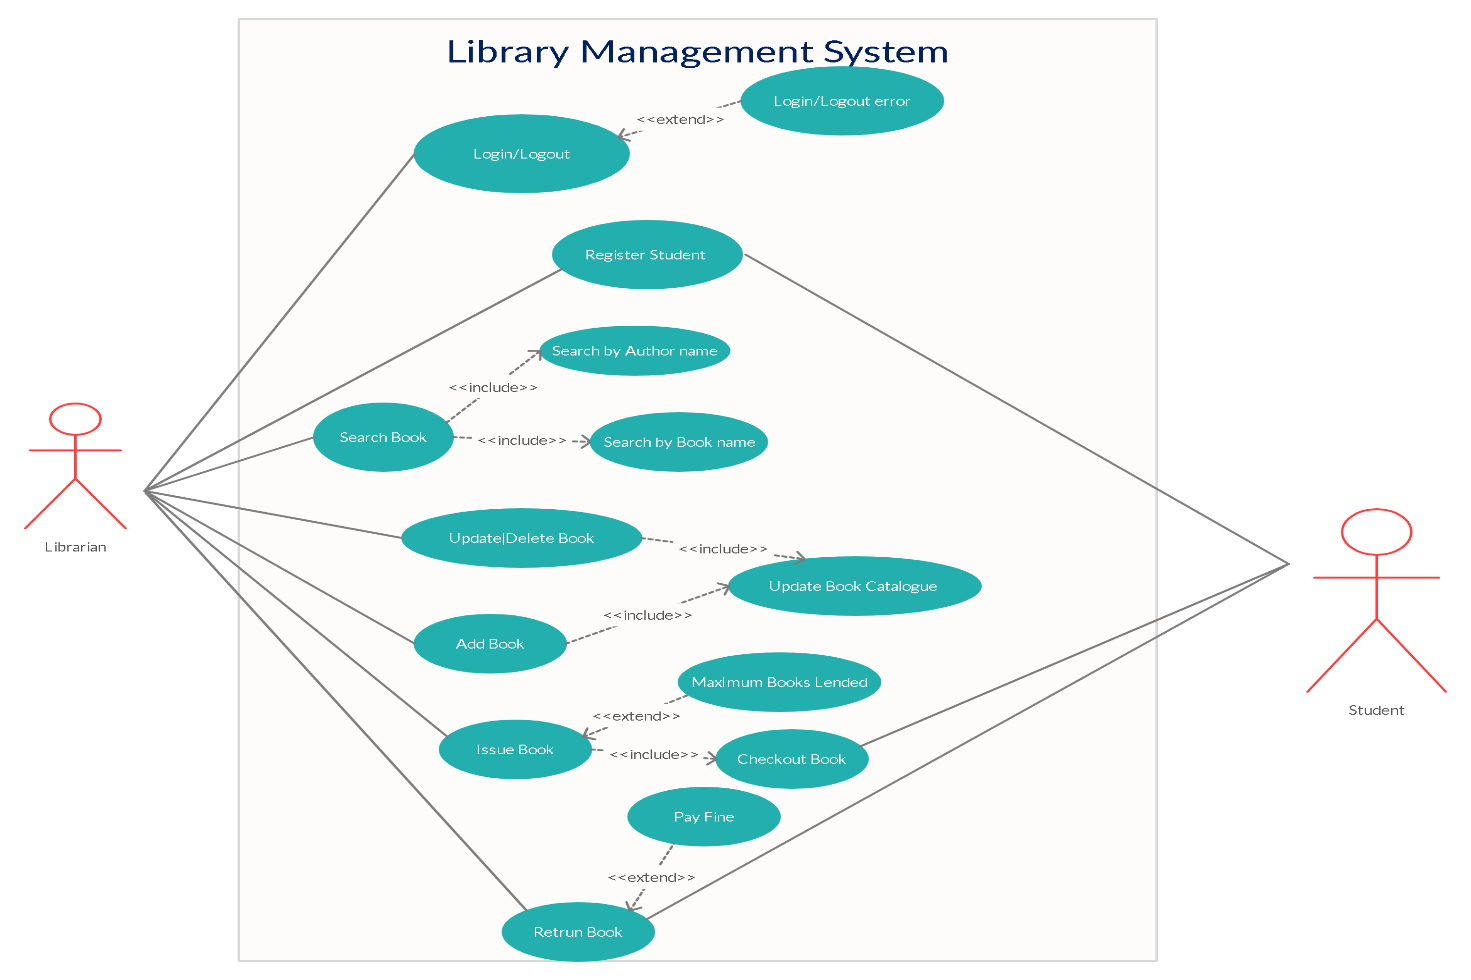 Library Management System
Login/Logout error
<<extend>>
Login/Logout
Register Student
Search by Author name
<<include>>
Search Book
<<include>>
Search by Book name
Librarian
Update|Delete Book
<<include>>
Update Book Catalogue
<<include>>
Add Book
Maximum Books Lended
Student
<<extend>>
Issue Book
<<include>>
Checkout Book
Pay Fine
<<extend>>
Retrun Book